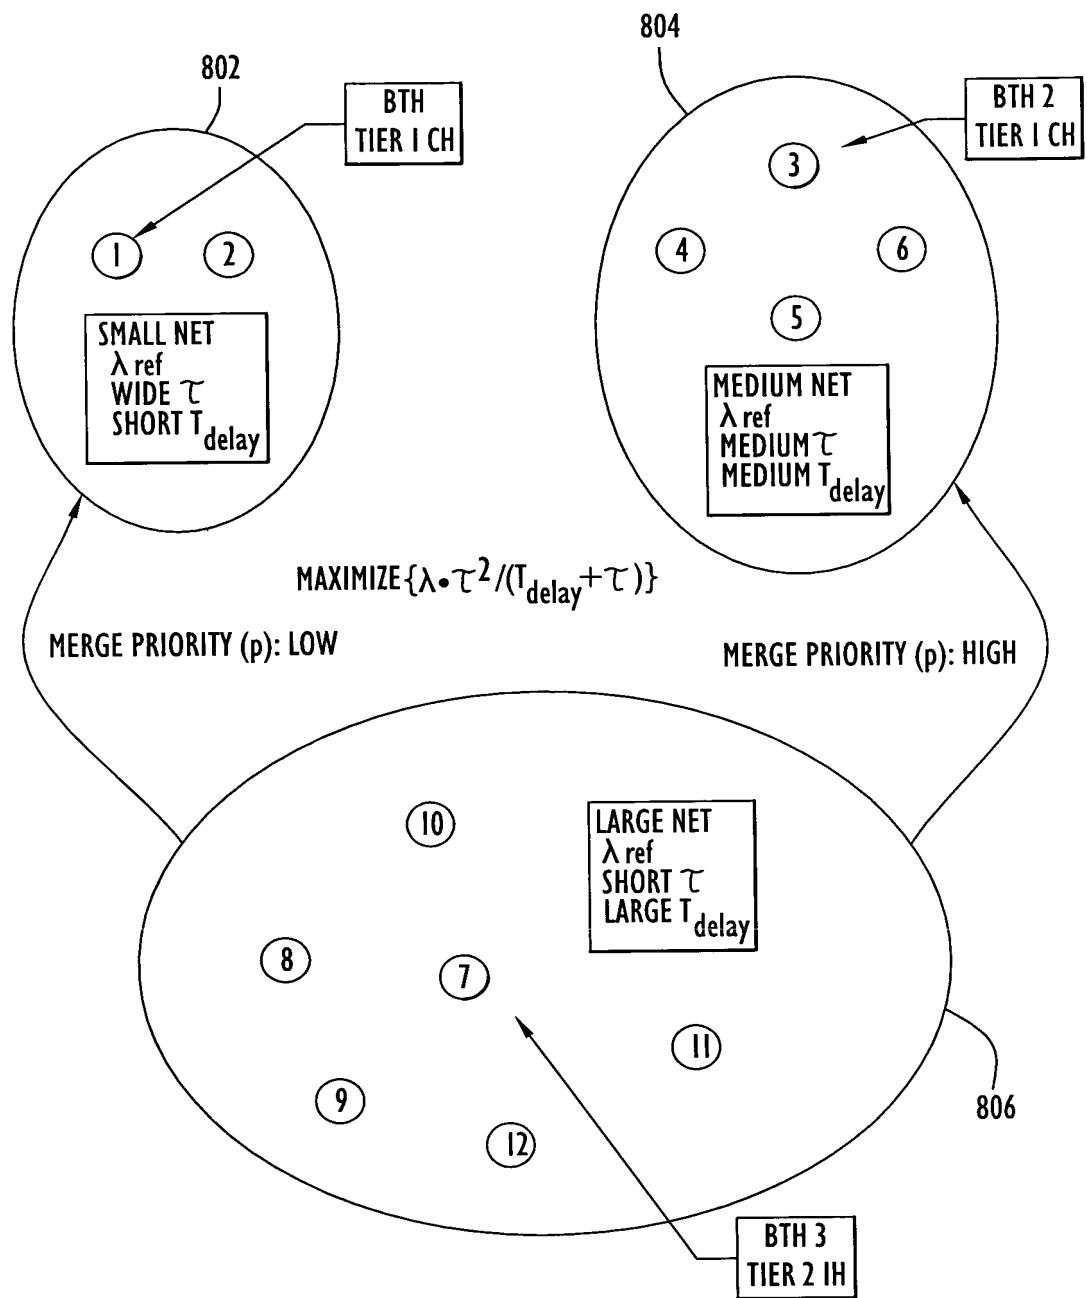 802
804
BTH
TIER 1 CH
BTH 2
TIER 1 CH
1
2
3
4
6
5
SMALL NET
λ ref
WIDE τ
SHORT T_delay
MEDIUM NET
λ ref
MEDIUM τ
MEDIUM T_delay
MAXIMIZE{λ•τ²/(T_delay+τ)}
MERGE PRIORITY (p): LOW
MERGE PRIORITY (p): HIGH
10
LARGE NET
λ ref
SHORT τ
LARGE T_delay
8
7
11
9
12
806
BTH 3
TIER 2 IH